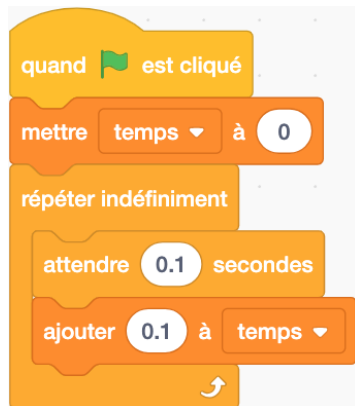 quand est cliqué
mettre temps à 0
répéter indéfiniment
attendre 0.1 secondes
ajouter 0.1 à temps